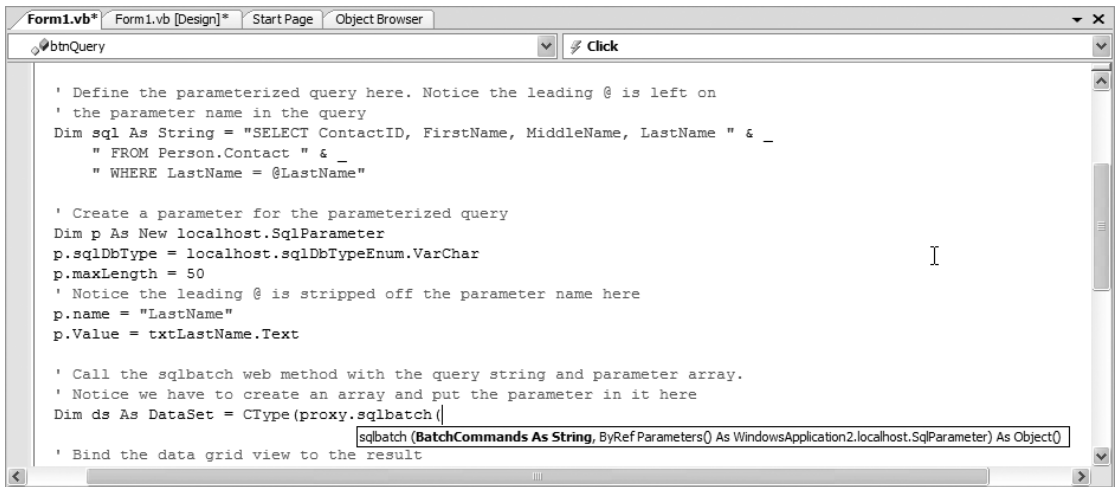 Form1.vb* Form1.vb [Design]* Start Page Object Browser
btnQuery Click
' Define the parameterized query here. Notice the leading @ is left on
' the parameter name in the query
Dim sql As String = "SELECT ContactID, FirstName, MiddleName, LastName " & _
" FROM Person.Contact " & _
" WHERE LastName = @LastName"
' Create a parameter for the parameterized query
Dim p As New localhost.SqlParameter
p.sqlDbType = localhost.sqlDbTypeEnum.VarChar
p.maxLength = 50
' Notice the leading @ is stripped off the parameter name here
p.name = "LastName"
p.Value = txtLastName.Text
' Call the sqlbatch web method with the query string and parameter array.
' Notice we have to create an array and put the parameter in it here
Dim ds As DataSet = CType(proxy.sqlbatch(
sqlbatch (BatchCommands As String, ByRef Parameters() As WindowsApplication2.localhost.SqlParameter) As Object()
' Bind the data grid view to the result